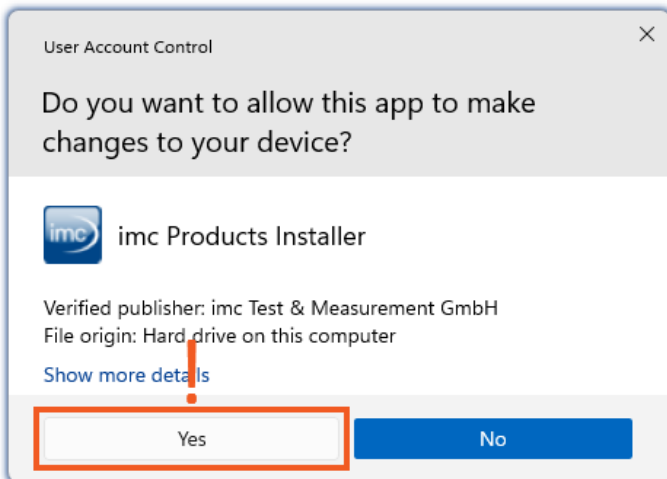 User Account Control
Do you want to allow this app to make
changes to your device?
imc
imc Products Installer
Verified publisher: imc Test & Measurement GmbH
File origin: Hard drive on this computer
Show more details
!
Yes
No